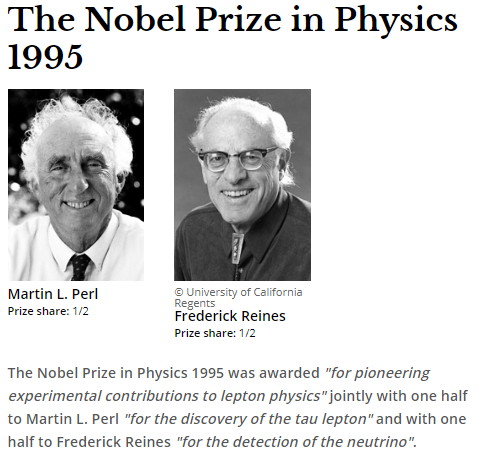 The Nobel Prize in Physics
1995
Martin L. Perl
Prize share: 1/2
© University of California
Regents
Frederick Reines
Prize share: 1/2
The Nobel Prize in Physics 1995 was awarded "for pioneering
experimental contributions to lepton physics" jointly with one half
to Martin L. Perl "for the discovery of the tau lepton" and with one
half to Frederick Reines "for the detection of the neutrino".